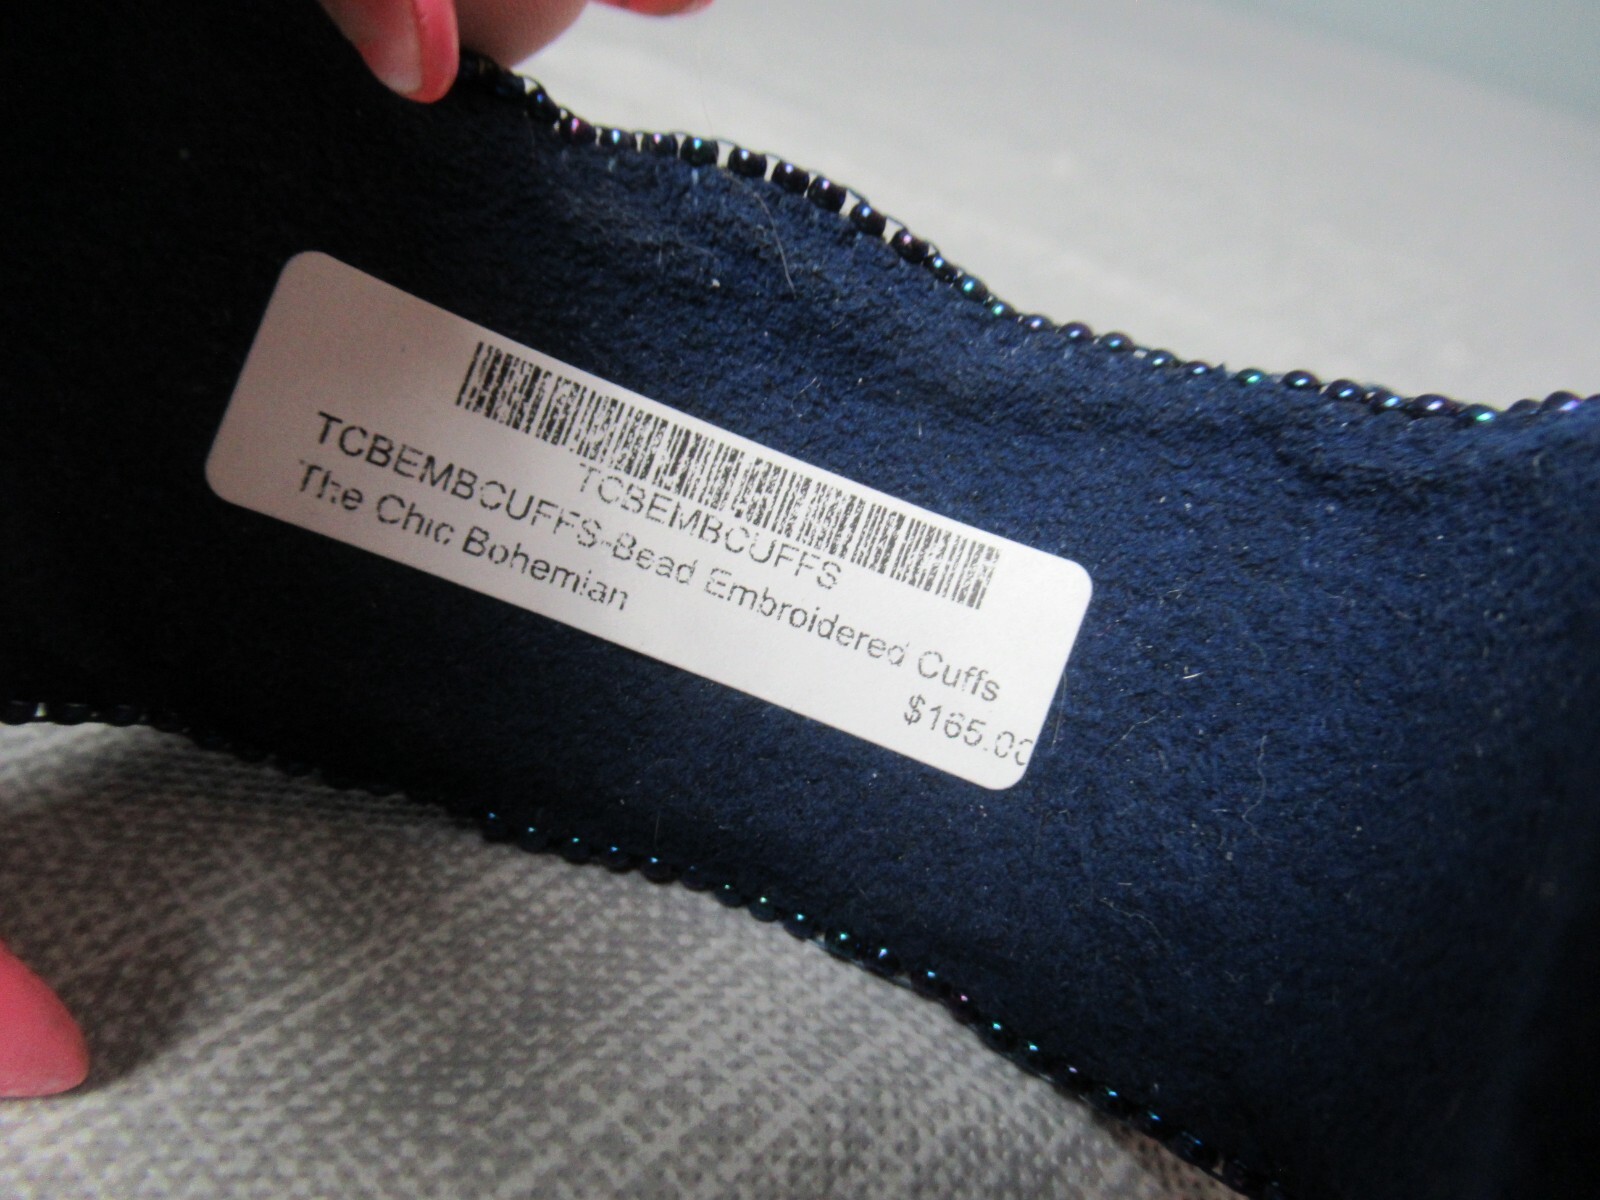 TCBEMBCUFFS
TCBEMBCUFFS-Bead Embroidered Cuffs
The Chic Bohemian
$165.00